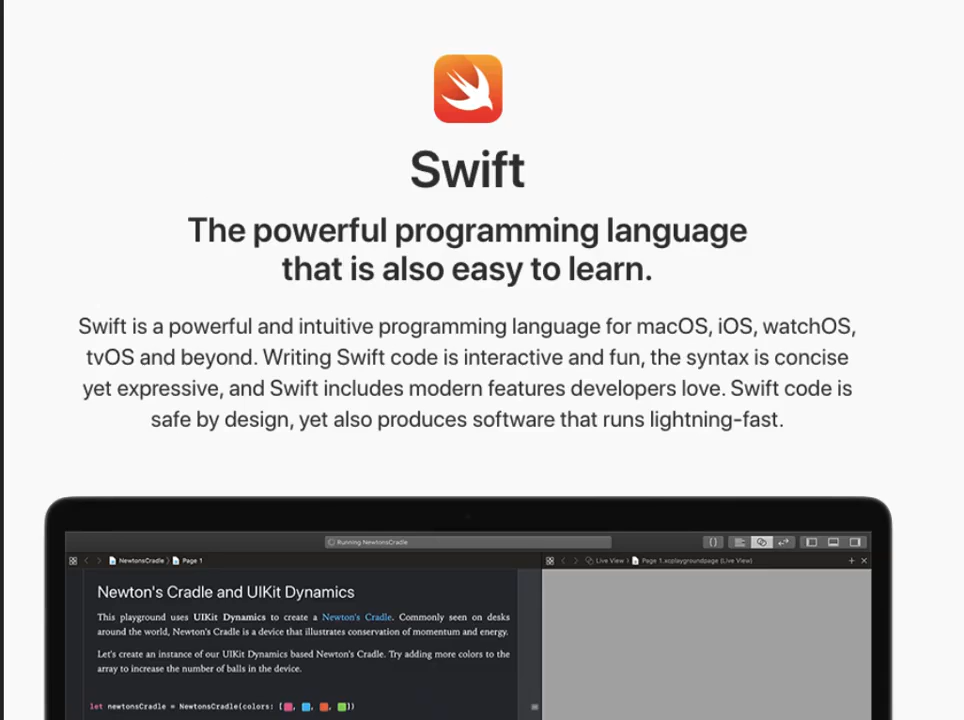 Swift
The powerful programming language
that is also easy to learn.
Swift is a powerful and intuitive programming language for macOS, iOS, watchOS,
tvOS and beyond. Writing Swift code is interactive and fun, the syntax is concise
yet expressive, and Swift includes modern features developers love. Swift code is
safe by design, yet also produces software that runs lightning-fast.
Running NewtonsCradle
NewtonsCradle Page 1
Live View Page 1.xcplaygroundpage (Live View)
Newton's Cradle and UIKit Dynamics
This playground uses UIKit Dynamics to create a Newton's Cradle. Commonly seen on desks
around the world, Newton's Cradle is a device that illustrates conservation of momentum and energy.
Let's create an instance of our UIKit Dynamics based Newton's Cradle. Try adding more colors to the
array to increase the number of balls in the device.
let newtonsCradle = NewtonsCradle(colors: [ , , , ])